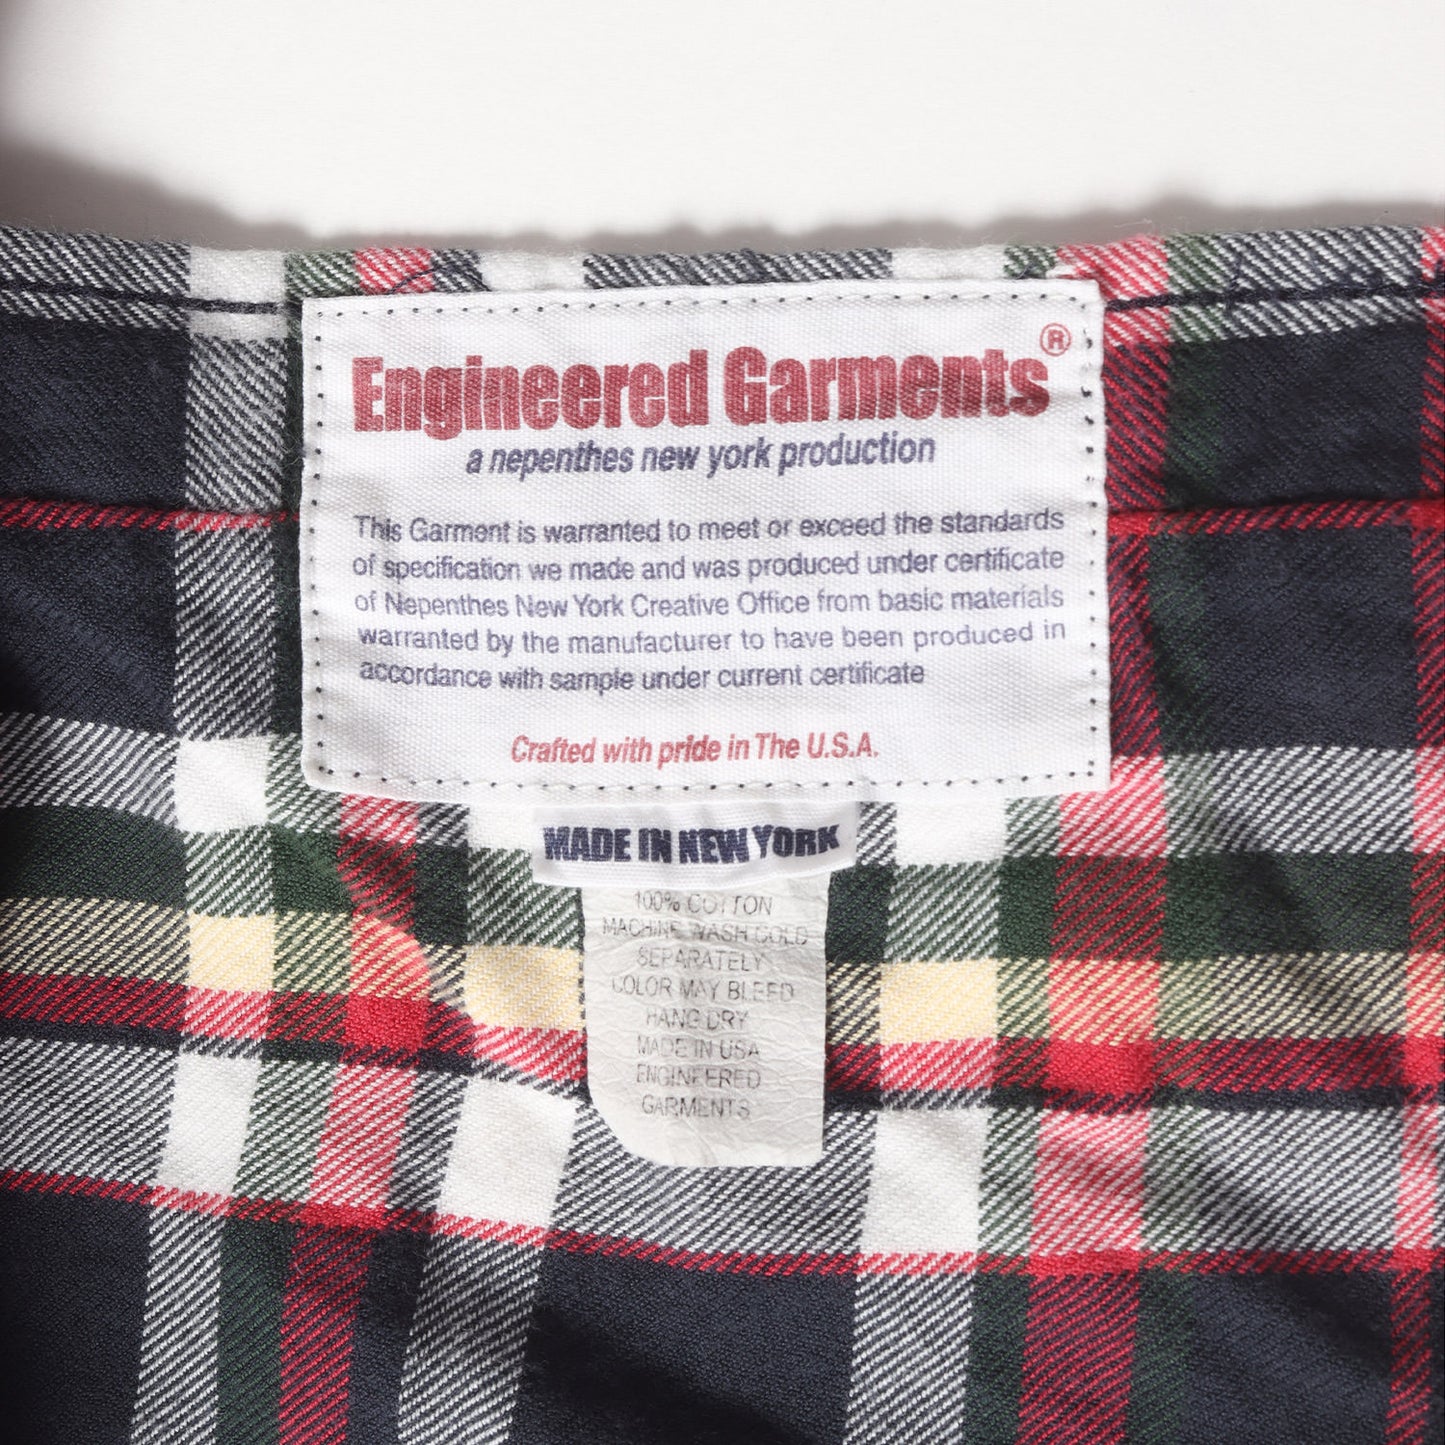 Engineered Garments®
a nepenthes new york production
This Garment is warranted to meet or exceed the standards
of specification we made and was produced under certificate
of Nepenthes New York Creative Office from basic materials
warranted by the manufacturer to have been produced in
accordance with sample under current certificate
Crafted with pride in The U.S.A.
MADE IN NEW YORK
100% COTTON
MACHINE WASH COLD
SEPARATELY
COLOR MAY BLEED
HANG DRY
MADE IN USA
ENGINEERED
GARMENTS